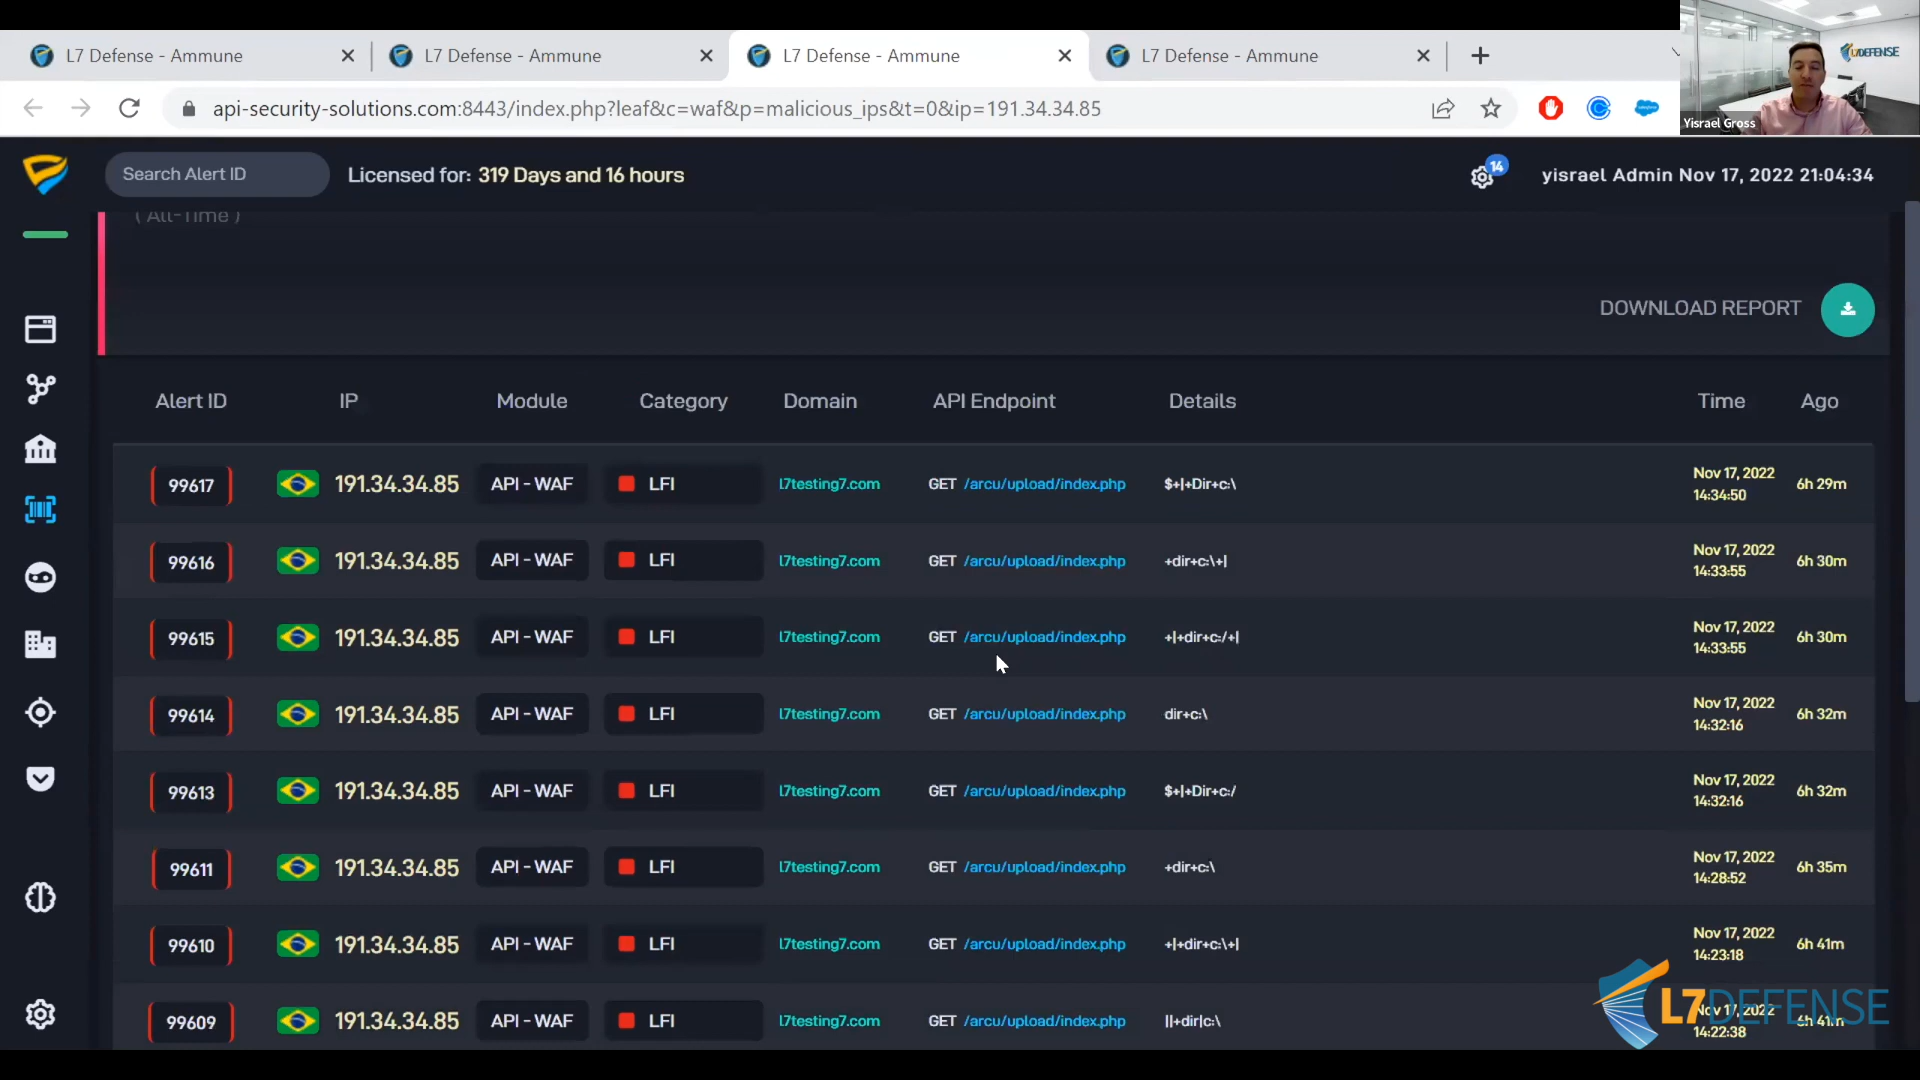 L7 Defense - Ammune
L7 Defense - Ammune
L7 Defense - Ammune
L7 Defense - Ammune
api-security-solutions.com:8443/index.php?leaf&c=waf&p=malicious_ips&t=0&ip=191.34.34.85
L7DEFENSE
Yisrael Gross
Search Alert ID
Licensed for: 319 Days and 16 hours
14
yisrael Admin Nov 17, 2022 21:04:34
( All-Time )
DOWNLOAD REPORT
Alert ID IP Module Category Domain API Endpoint Details Time Ago
99617 191.34.34.85 API - WAF LFI l7testing7.com GET /arcu/upload/index.php $+|+Dir+c:\ Nov 17, 2022 14:34:50 6h 29m
99616 191.34.34.85 API - WAF LFI l7testing7.com GET /arcu/upload/index.php +dir+c:\+| Nov 17, 2022 14:33:55 6h 30m
99615 191.34.34.85 API - WAF LFI l7testing7.com GET /arcu/upload/index.php +|+dir+c:/+| Nov 17, 2022 14:33:55 6h 30m
99614 191.34.34.85 API - WAF LFI l7testing7.com GET /arcu/upload/index.php dir+c:\ Nov 17, 2022 14:32:16 6h 32m
99613 191.34.34.85 API - WAF LFI l7testing7.com GET /arcu/upload/index.php $+|+Dir+c:/ Nov 17, 2022 14:32:16 6h 32m
99611 191.34.34.85 API - WAF LFI l7testing7.com GET /arcu/upload/index.php +dir+c:\ Nov 17, 2022 14:28:52 6h 35m
99610 191.34.34.85 API - WAF LFI l7testing7.com GET /arcu/upload/index.php +|+dir+c:\+| Nov 17, 2022 14:23:18 6h 41m
99609 191.34.34.85 API - WAF LFI l7testing7.com GET /arcu/upload/index.php ||+dir|c:\ Nov 17, 2022 14:22:38 6h 41m
L7DEFENSE